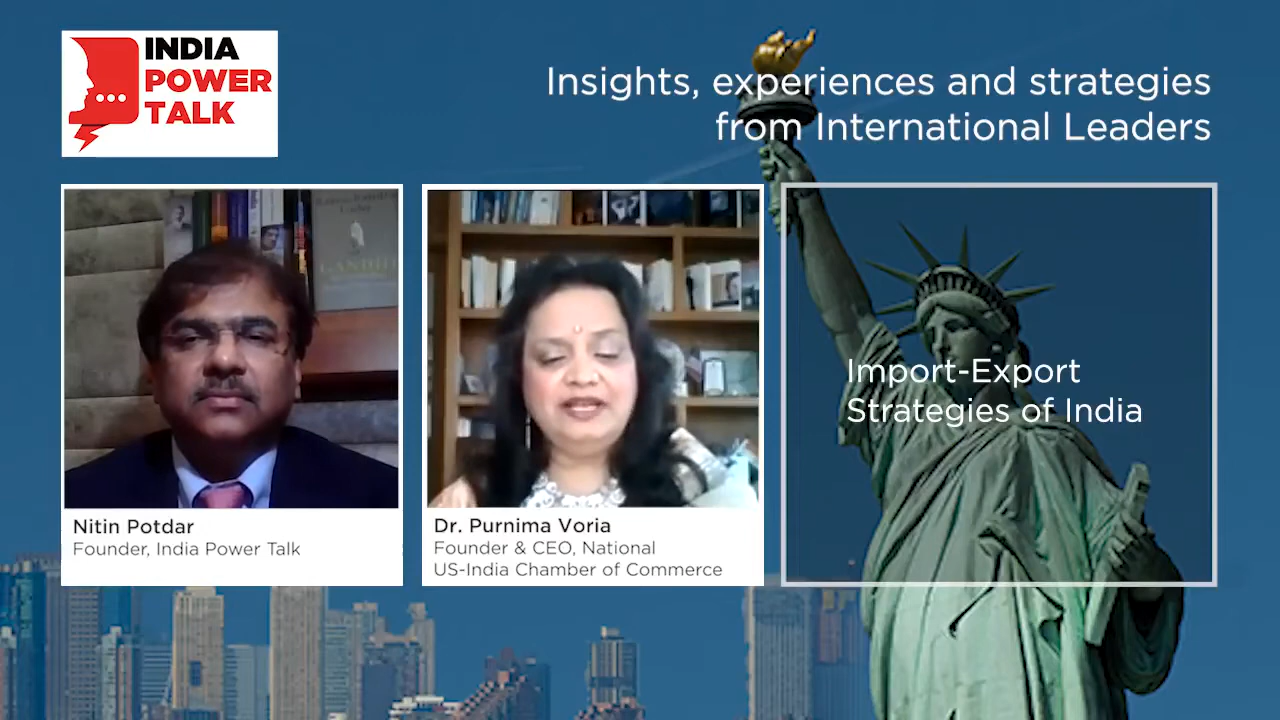 INDIA
POWER
TALK
Insights, experiences and strategies
from International Leaders
GANDHI
Import-Export
Strategies of India
Nitin Potdar
Founder, India Power Talk
Dr. Purnima Voria
Founder & CEO, National
US-India Chamber of Commerce